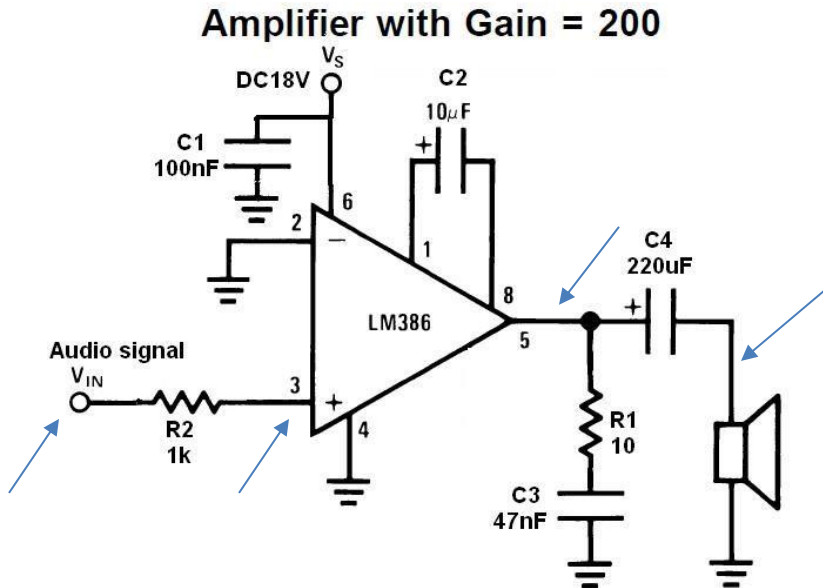 Amplifier with Gain = 200
VS
DC18V
C2
10µF
+
C1
100nF
6
2
−
1
C4
220uF
8
+
LM386
5
Audio signal
VIN
3
+
R2
1k
4
R1
10
C3
47nF